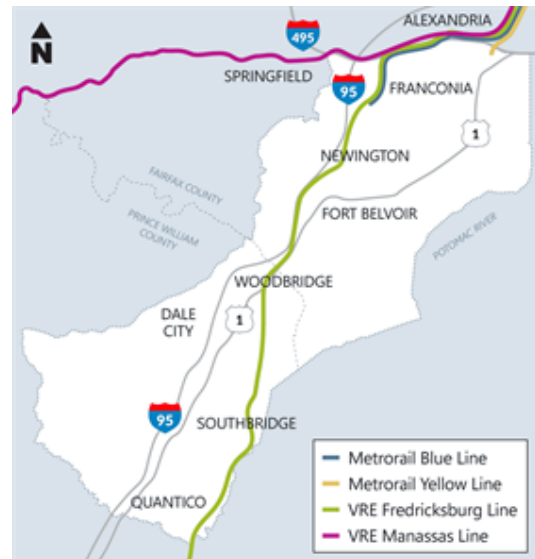 N
ALEXANDRIA
495
SPRINGFIELD
95
FRANCONIA
1
NEWINGTON
FAIRFAX COUNTY
PRINCE WILLIAM
COUNTY
FORT BELVOIR
POTOMAC RIVER
WOODBRIDGE
DALE
CITY
1
95
SOUTHBRIDGE
QUANTICO
Metrorail Blue Line
Metrorail Yellow Line
VRE Fredricksburg Line
VRE Manassas Line